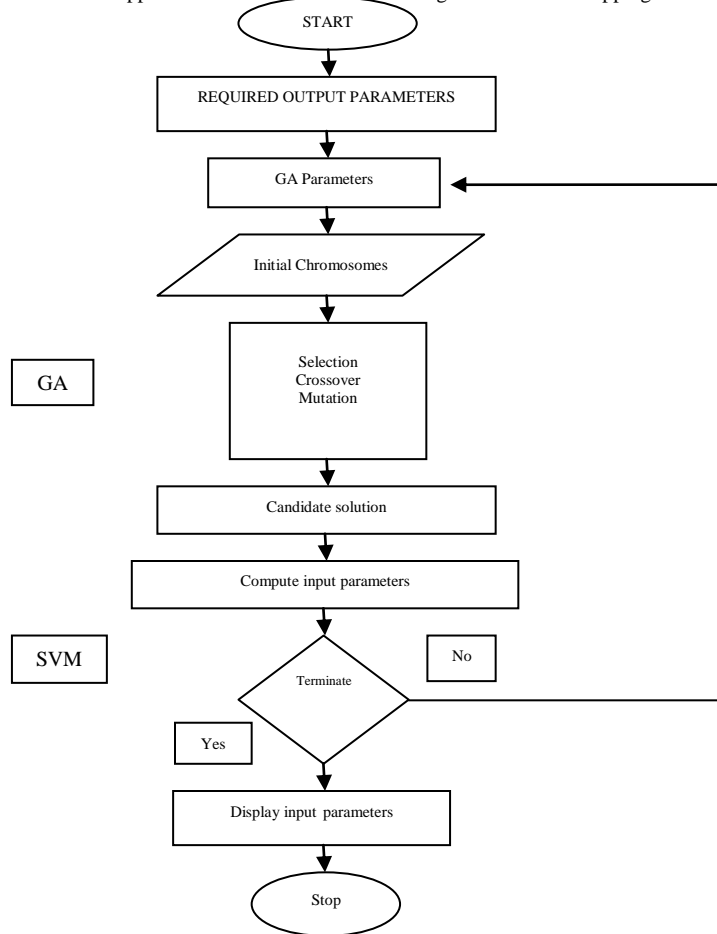 START
REQUIRED OUTPUT PARAMETERS
GA Parameters
Initial Chromosomes
Selection
Crossover
Mutation
GA
Candidate solution
Compute input parameters
SVM
Terminate
No
Yes
Display input parameters
Stop